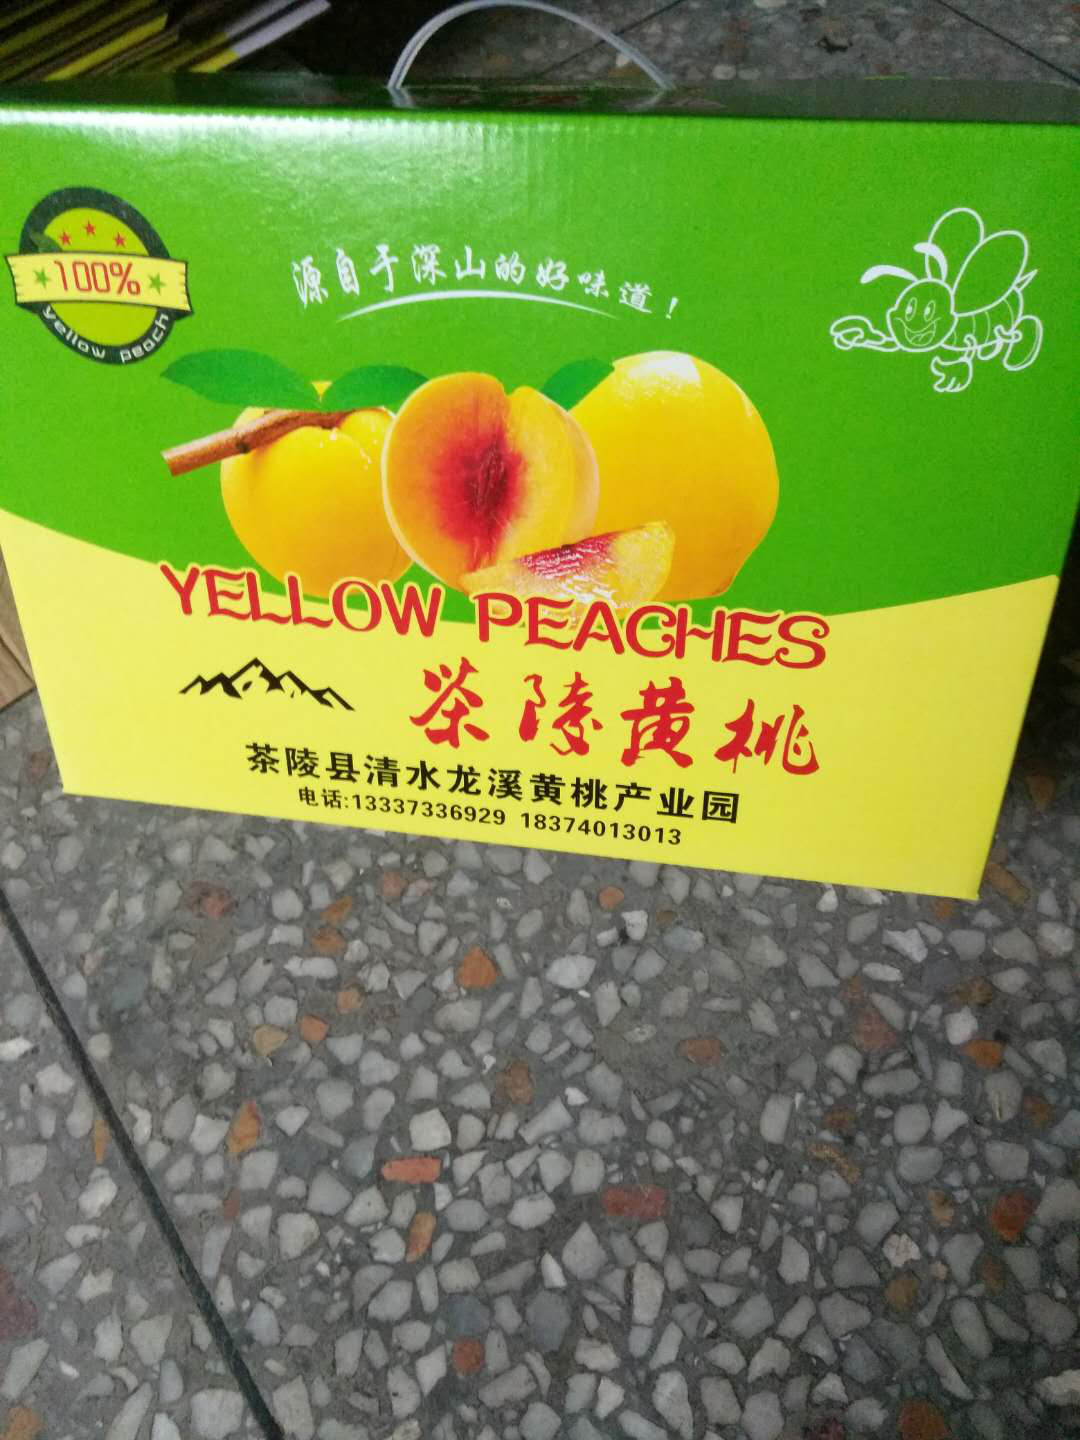 100%
yellow peach
源自于深山的好味道！
YELLOW PEACHES
茶陵黄桃
茶陵县清水龙溪黄桃产业园
电话:13337336929 18374013013